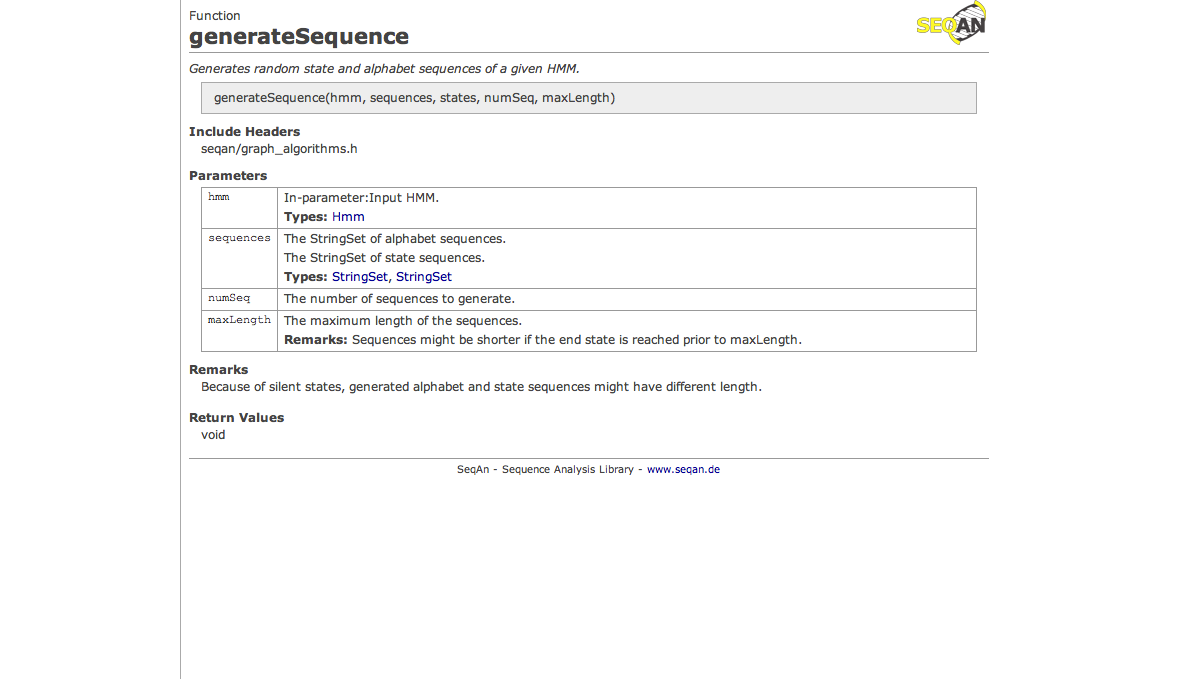 Function
SEQAN
generateSequence
Generates random state and alphabet sequences of a given HMM.
generateSequence(hmm, sequences, states, numSeq, maxLength)
Include Headers
seqan/graph_algorithms.h
Parameters
hmm
In-parameter:Input HMM.
Types: Hmm
sequences
The StringSet of alphabet sequences.
The StringSet of state sequences.
Types: StringSet, StringSet
numSeq
The number of sequences to generate.
maxLength
The maximum length of the sequences.
Remarks: Sequences might be shorter if the end state is reached prior to maxLength.
Remarks
Because of silent states, generated alphabet and state sequences might have different length.
Return Values
void
SeqAn - Sequence Analysis Library - www.seqan.de